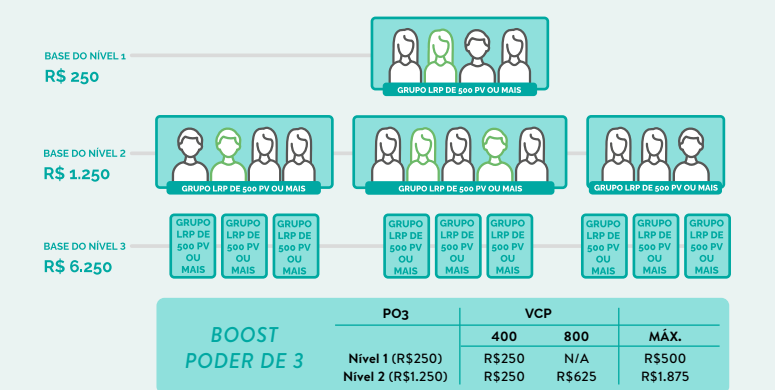 BASE DO NÍVEL 1
R$ 250
GRUPO LRP DE 500 PV OU MAIS
BASE DO NÍVEL 2
R$ 1.250
GRUPO LRP DE 500 PV OU MAIS
GRUPO LRP DE 500 PV OU MAIS
GRUPO LRP DE 500 PV OU MAIS
BASE DO NÍVEL 3
R$ 6.250
GRUPO
LRP DE
500 PV
OU
MAIS
GRUPO
LRP DE
500 PV
OU
MAIS
GRUPO
LRP DE
500 PV
OU
MAIS
GRUPO
LRP DE
500 PV
OU
MAIS
GRUPO
LRP DE
500 PV
OU
MAIS
GRUPO
LRP DE
500 PV
OU
MAIS
GRUPO
LRP DE
500 PV
OU
MAIS
GRUPO
LRP DE
500 PV
OU
MAIS
GRUPO
LRP DE
500 PV
OU
MAIS
BOOST
PODER DE 3
PO3 VCP
400 800 MÁX.
Nível 1 (R$250) R$250 N/A R$500
Nível 2 (R$1.250) R$250 R$625 R$1.875